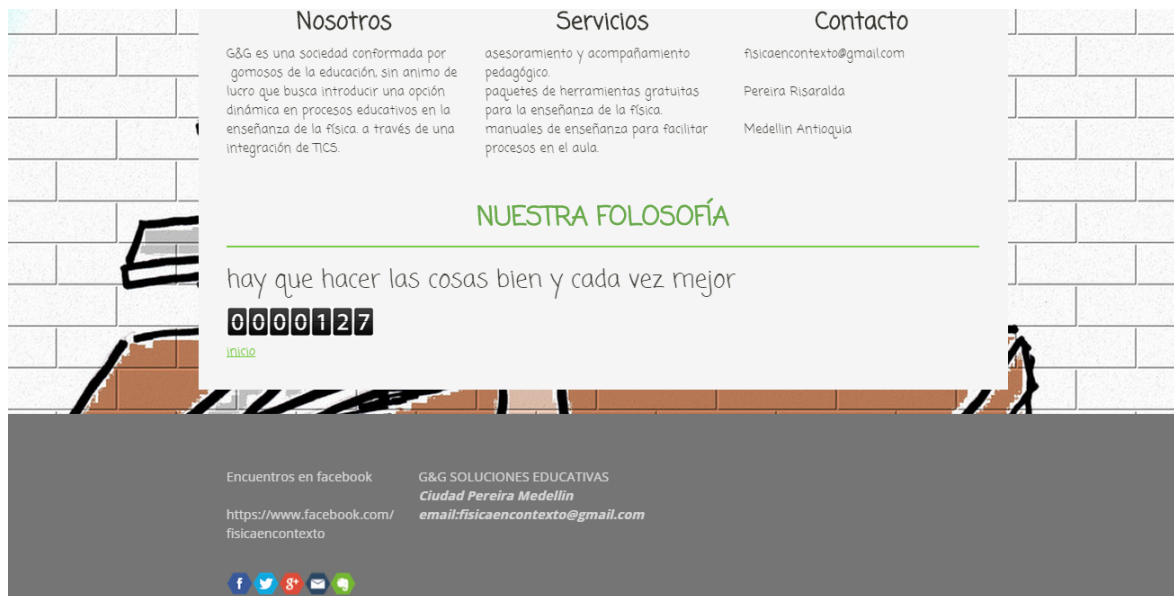 Nosotros
G&G es una sociedad conformada por
gomosos de la educación, sin animo de
lucro que busca introducir una opción
dinámica en procesos educativos en la
enseñanza de la física. a través de una
integración de TICS.
Servicios
asesoramiento y acompañamiento
pedagógico.
paquetes de herramientas gratuitas
para la enseñanza de la física.
manuales de enseñanza para facilitar
procesos en el aula.
Contacto
fisicaencontexto@gmail.com
Pereira Risaralda
Medellin Antioquia
NUESTRA FOLOSOFÍA
hay que hacer las cosas bien y cada vez mejor
0000127
inicio
Encuentros en facebook
https://www.facebook.com/
fisicaencontexto
G&G SOLUCIONES EDUCATIVAS
Ciudad Pereira Medellin
email:fisicaencontexto@gmail.com